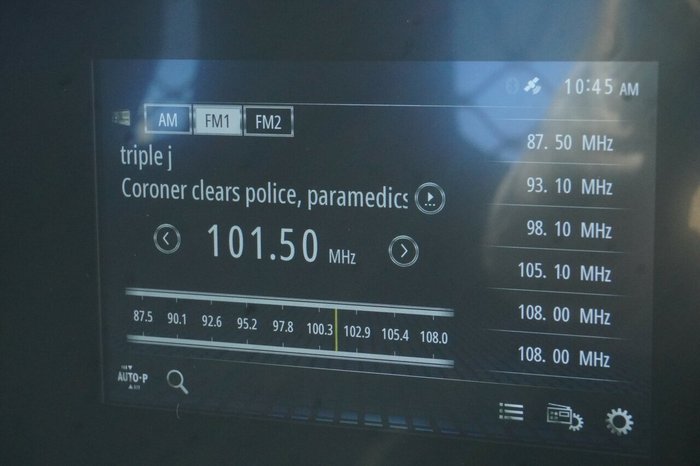 10:45 AM
AM FM1 FM2
triple j
Coroner clears police, paramedics
101.50 MHz
87.5 90.1 92.6 95.2 97.8 100.3 102.9 105.4 108.0
AUTO-P
87. 50 MHz
93. 10 MHz
98. 10 MHz
105. 10 MHz
108. 00 MHz
108. 00 MHz